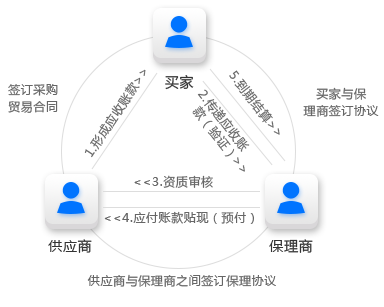 买家
签订采购
贸易合同
买家与保
理商签订协议
1.形成应收账款>>
5.到期结算>>
2.传递应收账
款（验证）>>
<<3.资质审核
<<4.应付账款贴现（预付）
供应商
保理商
供应商与保理商之间签订保理协议